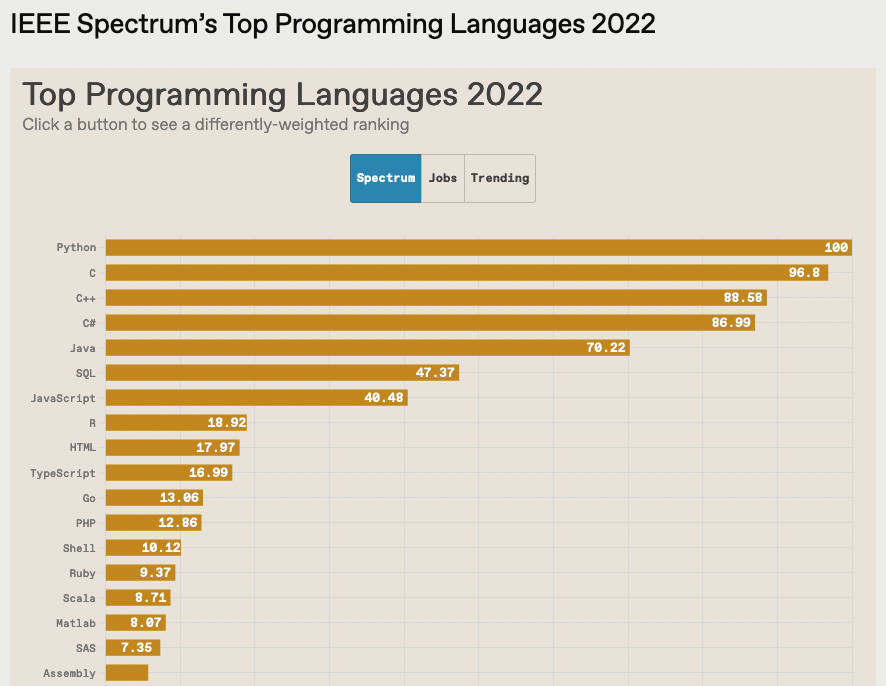 IEEE Spectrum’s Top Programming Languages 2022
Top Programming Languages 2022
Click a button to see a differently-weighted ranking
Spectrum Jobs Trending
Python 100
C 96.8
C++ 88.58
C# 86.99
Java 70.22
SQL 47.37
JavaScript 40.48
R 18.92
HTML 17.97
TypeScript 16.99
Go 13.06
PHP 12.86
Shell 10.12
Ruby 9.37
Scala 8.71
Matlab 8.07
SAS 7.35
Assembly